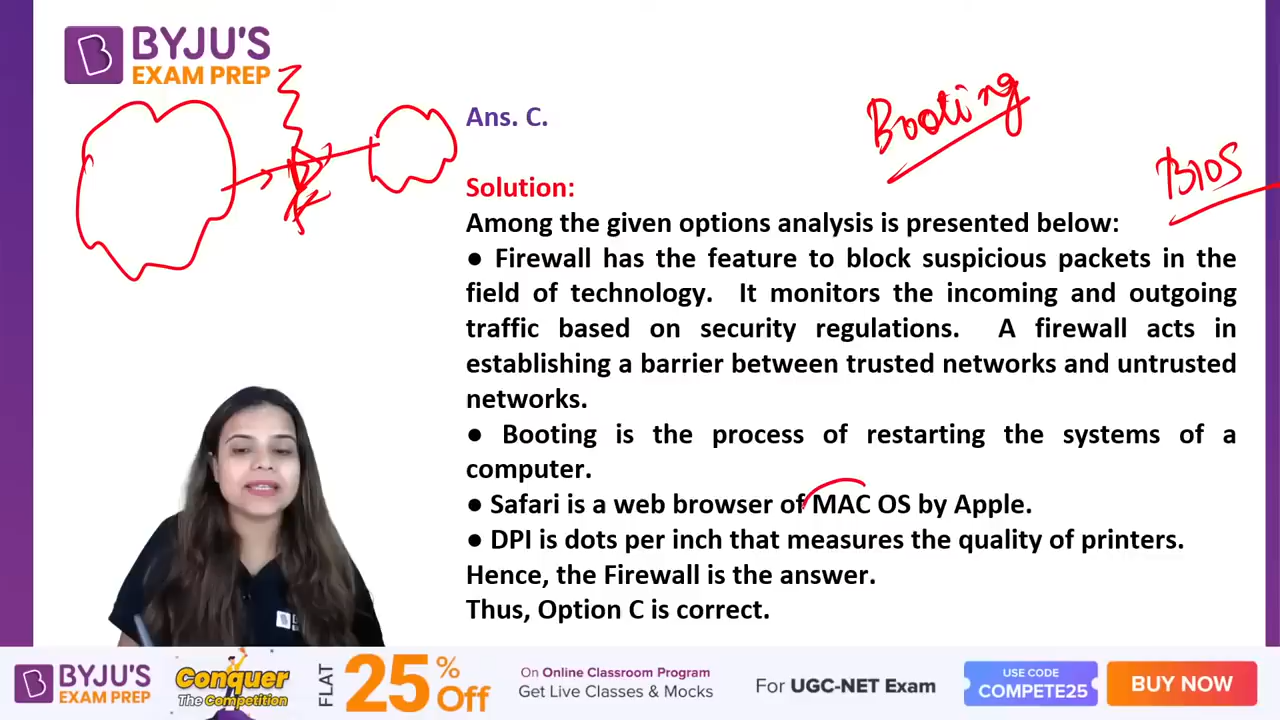 BYJU'S
EXAM PREP
Ans. C.
Booting
BIOS
Solution:
Among the given options analysis is presented below:
● Firewall has the feature to block suspicious packets in the
field of technology. It monitors the incoming and outgoing
traffic based on security regulations. A firewall acts in
establishing a barrier between trusted networks and untrusted
networks.
● Booting is the process of restarting the systems of a
computer.
● Safari is a web browser of MAC OS by Apple.
● DPI is dots per inch that measures the quality of printers.
Hence, the Firewall is the answer.
Thus, Option C is correct.
BYJU'S
EXAM PREP
Conquer
The Competition
FLAT
25%
Off
On Online Classroom Program
Get Live Classes & Mocks
For UGC-NET Exam
USE CODE
COMPETE25
BUY NOW